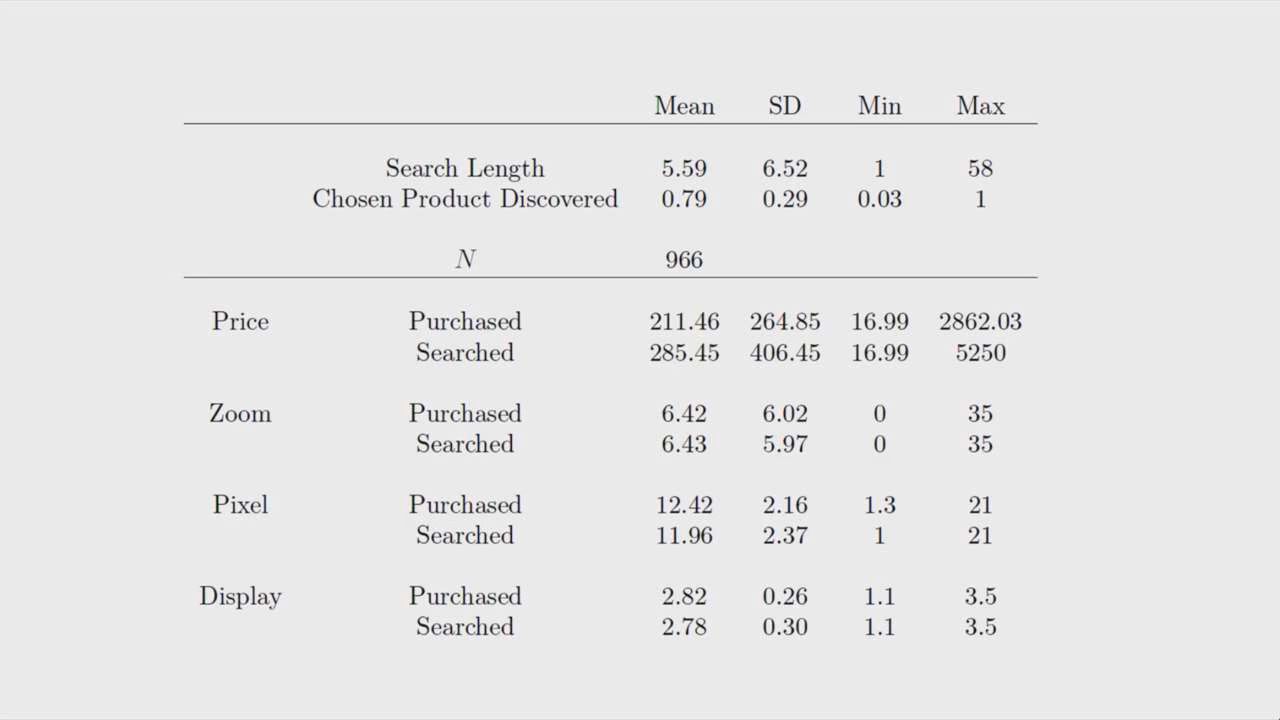 Mean SD Min Max
Search Length 5.59 6.52 1 58
Chosen Product Discovered 0.79 0.29 0.03 1
N 966
Price Purchased 211.46 264.85 16.99 2862.03
Searched 285.45 406.45 16.99 5250
Zoom Purchased 6.42 6.02 0 35
Searched 6.43 5.97 0 35
Pixel Purchased 12.42 2.16 1.3 21
Searched 11.96 2.37 1 21
Display Purchased 2.82 0.26 1.1 3.5
Searched 2.78 0.30 1.1 3.5